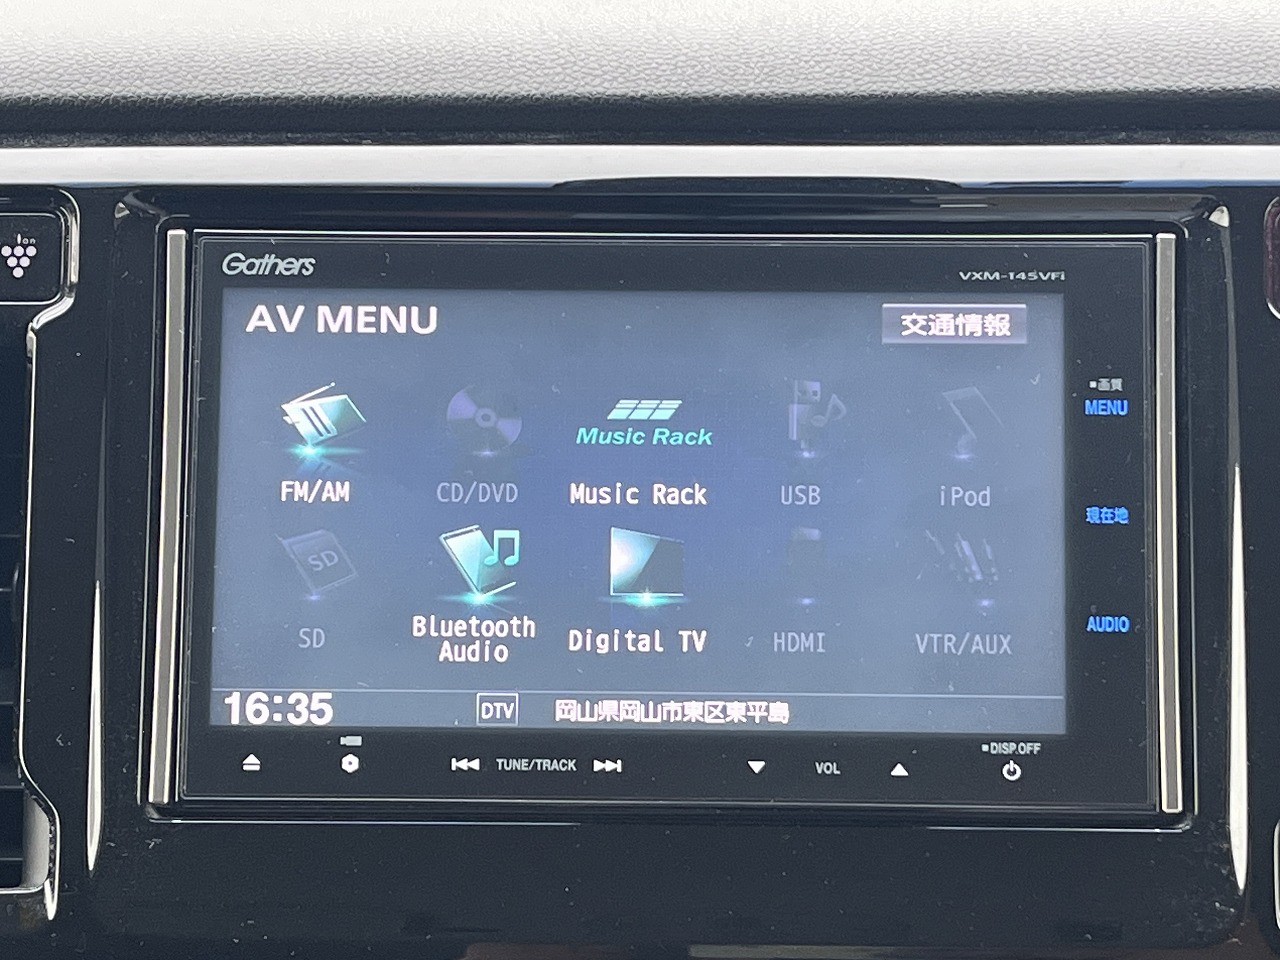 ion
Gathers
VXM-145VFi
AV MENU
交通情報
Music Rack
FM/AM
CD/DVD
Music Rack
USB
iPod
SD
SD
Bluetooth
Audio
Digital TV
HDMI
VTR/AUX
16:35
DTV
岡山県岡山市東区東平島
画質
MENU
現在地
AUDIO
TUNE/TRACK
VOL
DISP.OFF